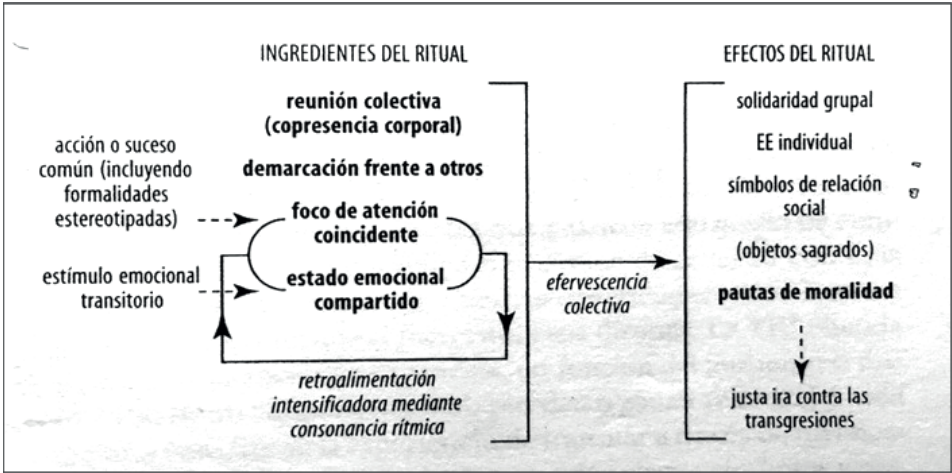 INGREDIENTES DEL RITUAL
reunión colectiva
(copresencia corporal)
demarcación frente a otros
acción o suceso
común (incluyendo
formalidades
estereotipadas)
foco de atención
coincidente
estímulo emocional
transitorio
estado emocional
compartido
retroalimentación
intensificadora mediante
consonancia rítmica
efervescencia
colectiva
EFECTOS DEL RITUAL
solidaridad grupal
EE individual
símbolos de relación
social
(objetos sagrados)
pautas de moralidad
justa ira contra las
transgresiones